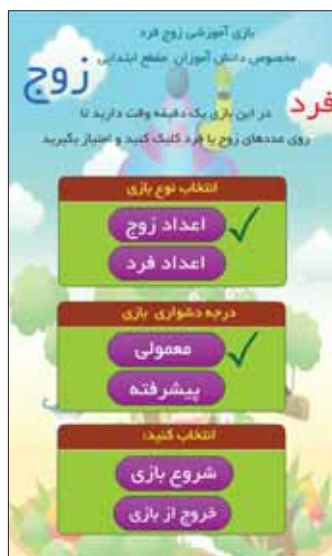 بازی آموزشی زوج فرد
مخصوص دانش آموزان مقطع ابتدایی
زوج
فرد
در این بازی یک دقیقه وقت دارید تا
روی عددهای زوج یا فرد کلیک کنید و امتیاز بگیرید
انتخاب نوع بازی
اعداد زوج
اعداد فرد
درجه دشواری بازی
معمولی
پیشرفته
انتخاب کنید:
شروع بازی
خروج از بازی